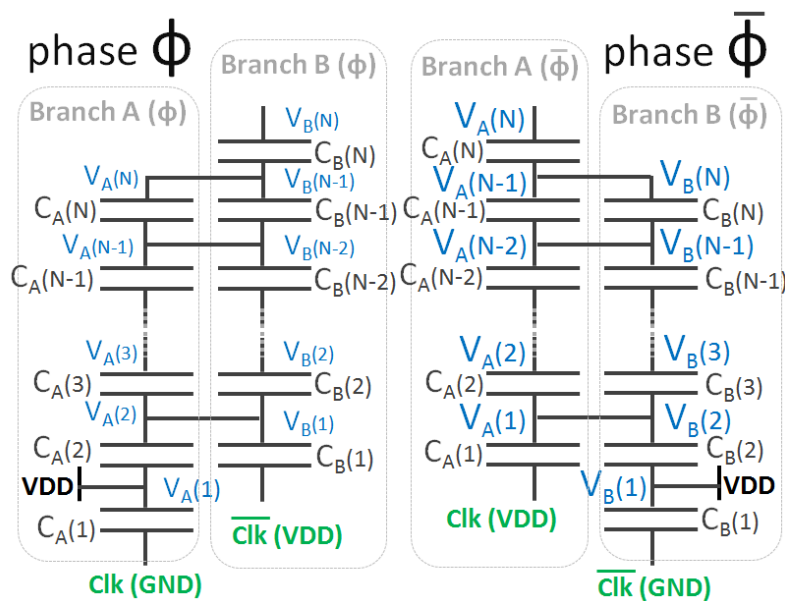 phase ϕ
Branch A (ϕ)
V_A(N)
C_A(N)
V_A(N-1)
C_A(N-1)
V_A(3)
C_A(3)
V_A(2)
C_A(2)
VDD
V_A(1)
C_A(1)
Clk (GND)
Branch B (ϕ)
V_B(N)
C_B(N)
V_B(N-1)
C_B(N-1)
V_B(N-2)
C_B(N-2)
V_B(2)
C_B(2)
V_B(1)
C_B(1)
C̅l̅k̅ (VDD)
Branch A (ϕ̅)
V_A(N)
C_A(N)
V_A(N-1)
C_A(N-1)
V_A(N-2)
C_A(N-2)
V_A(2)
C_A(2)
V_A(1)
C_A(1)
Clk (VDD)
phase ϕ̅
Branch B (ϕ̅)
V_B(N)
C_B(N)
V_B(N-1)
C_B(N-1)
V_B(3)
C_B(3)
V_B(2)
C_B(2)
V_B(1)
VDD
C_B(1)
C̅l̅k̅ (GND)